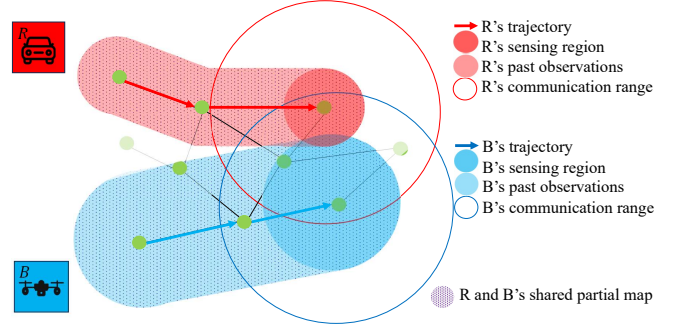 R
R's trajectory
R's sensing region
R's past observations
R's communication range
B's trajectory
B's sensing region
B's past observations
B's communication range
B
R and B's shared partial map